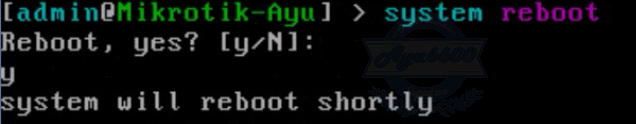 [admin@Mikrotik-Ayu] > system reboot
Reboot, yes? [y/N]:
y
system will reboot shortly